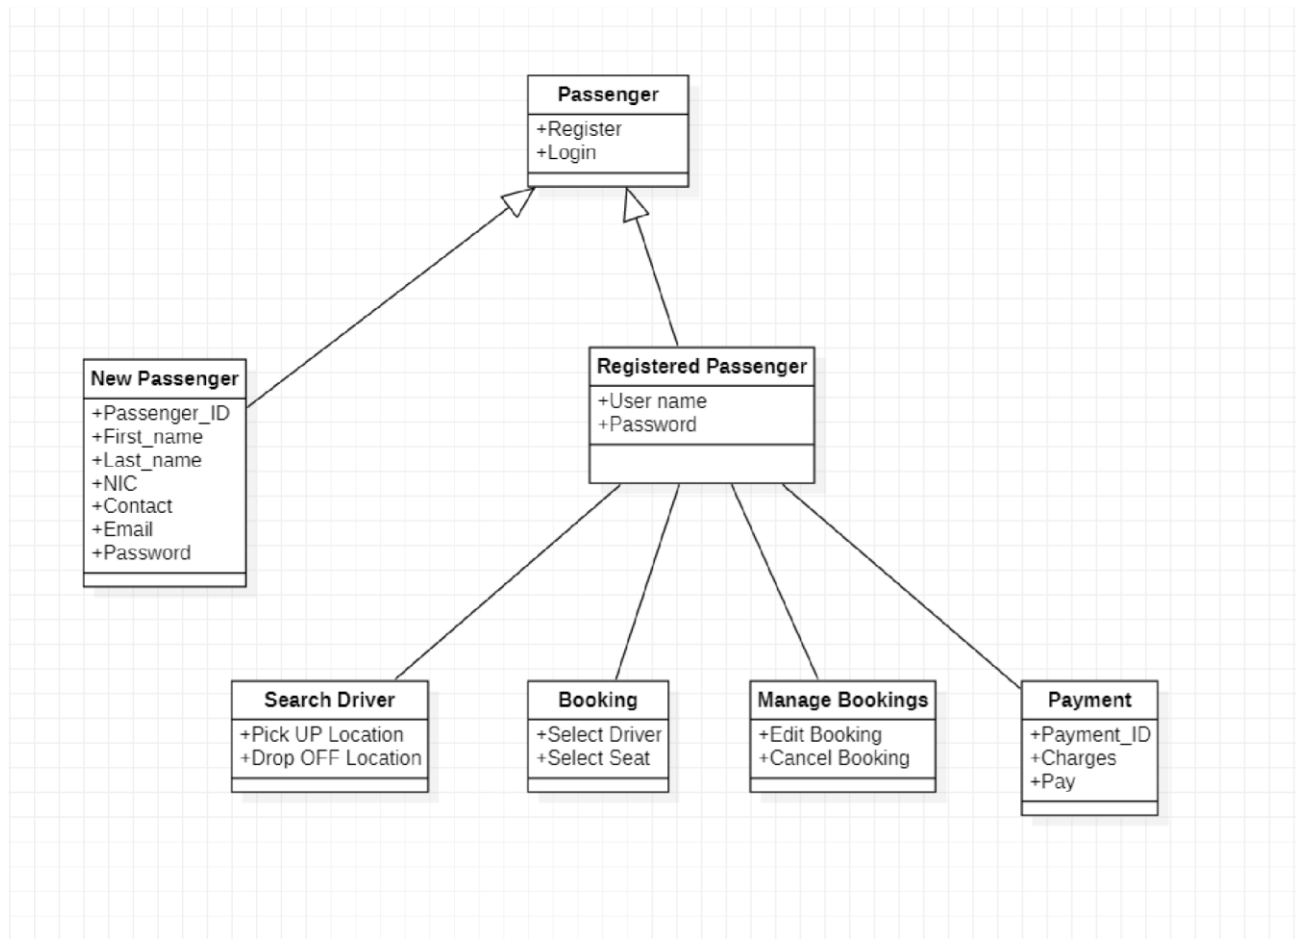 Passenger
+Register
+Login
New Passenger
+Passenger_ID
+First_name
+Last_name
+NIC
+Contact
+Email
+Password
Registered Passenger
+User name
+Password
Search Driver
+Pick UP Location
+Drop OFF Location
Booking
+Select Driver
+Select Seat
Manage Bookings
+Edit Booking
+Cancel Booking
Payment
+Payment_ID
+Charges
+Pay